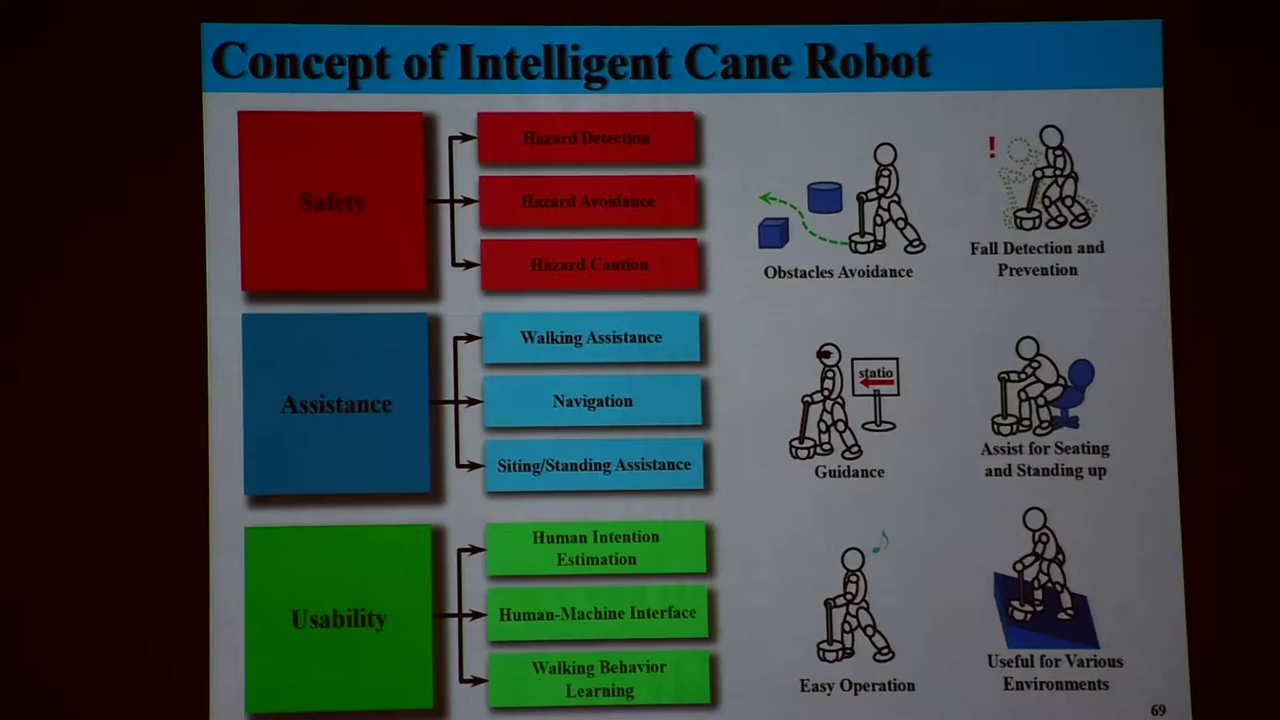 Concept of Intelligent Cane Robot
Safety
Hazard Detection
Hazard Avoidance
Hazard Caution
Obstacles Avoidance
!
Fall Detection and
Prevention
Assistance
Walking Assistance
Navigation
Siting/Standing Assistance
statio
Guidance
Assist for Seating
and Standing up
Usability
Human Intention
Estimation
Human-Machine Interface
Walking Behavior
Learning
Easy Operation
Useful for Various
Environments
69